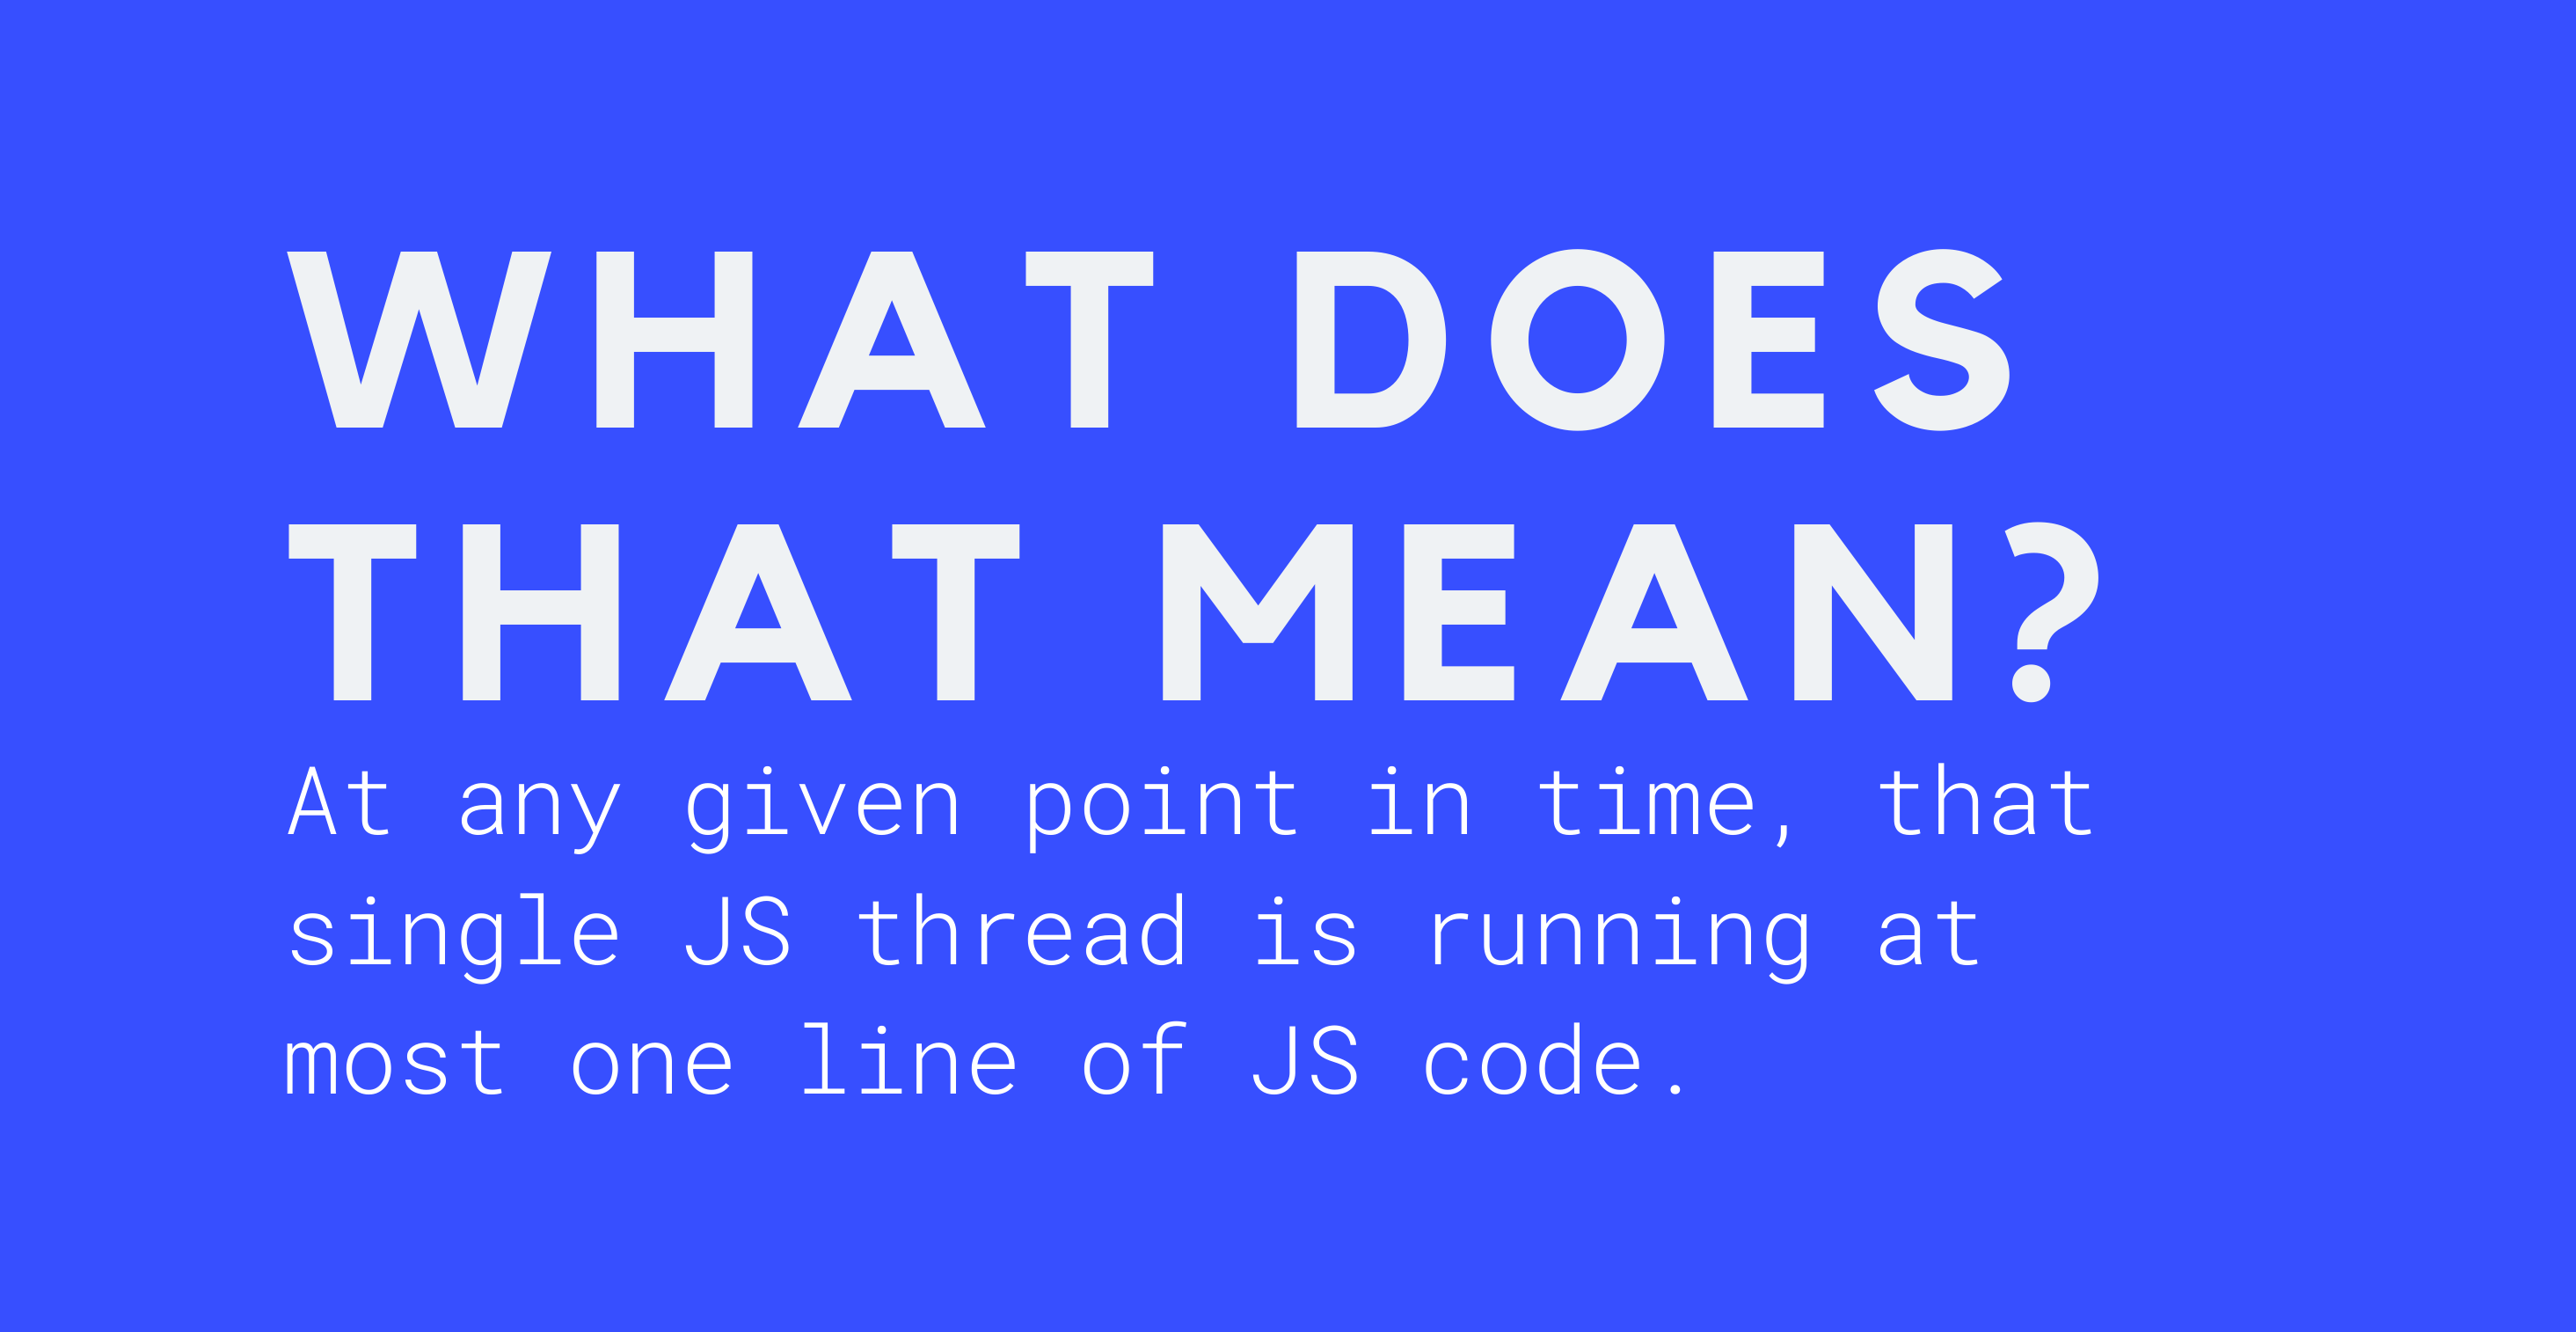 WHAT DOES
THAT MEAN?
At any given point in time, that
single JS thread is running at
most one line of JS code.